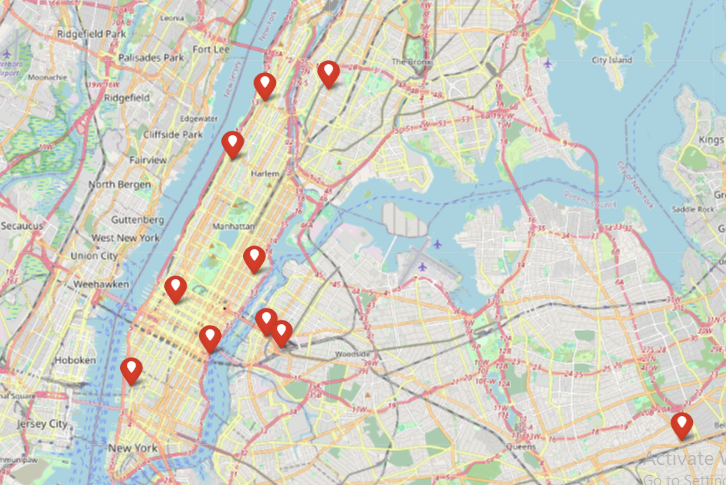 Leonia
Ridgefield Park
Fort Lee
Palisades Park
The Bronx
City Island
Moonachie
Ridgefield
Edgewater
Cliffside Park
Kings
Fairview
Harlem
North Bergen
Saddle Rock
Guttenberg
Manhattan
Secaucus
West New York
Union City
Weehawken
Hoboken
Woodside
Jersey City
New York
Queens
Activate
Go to Settin